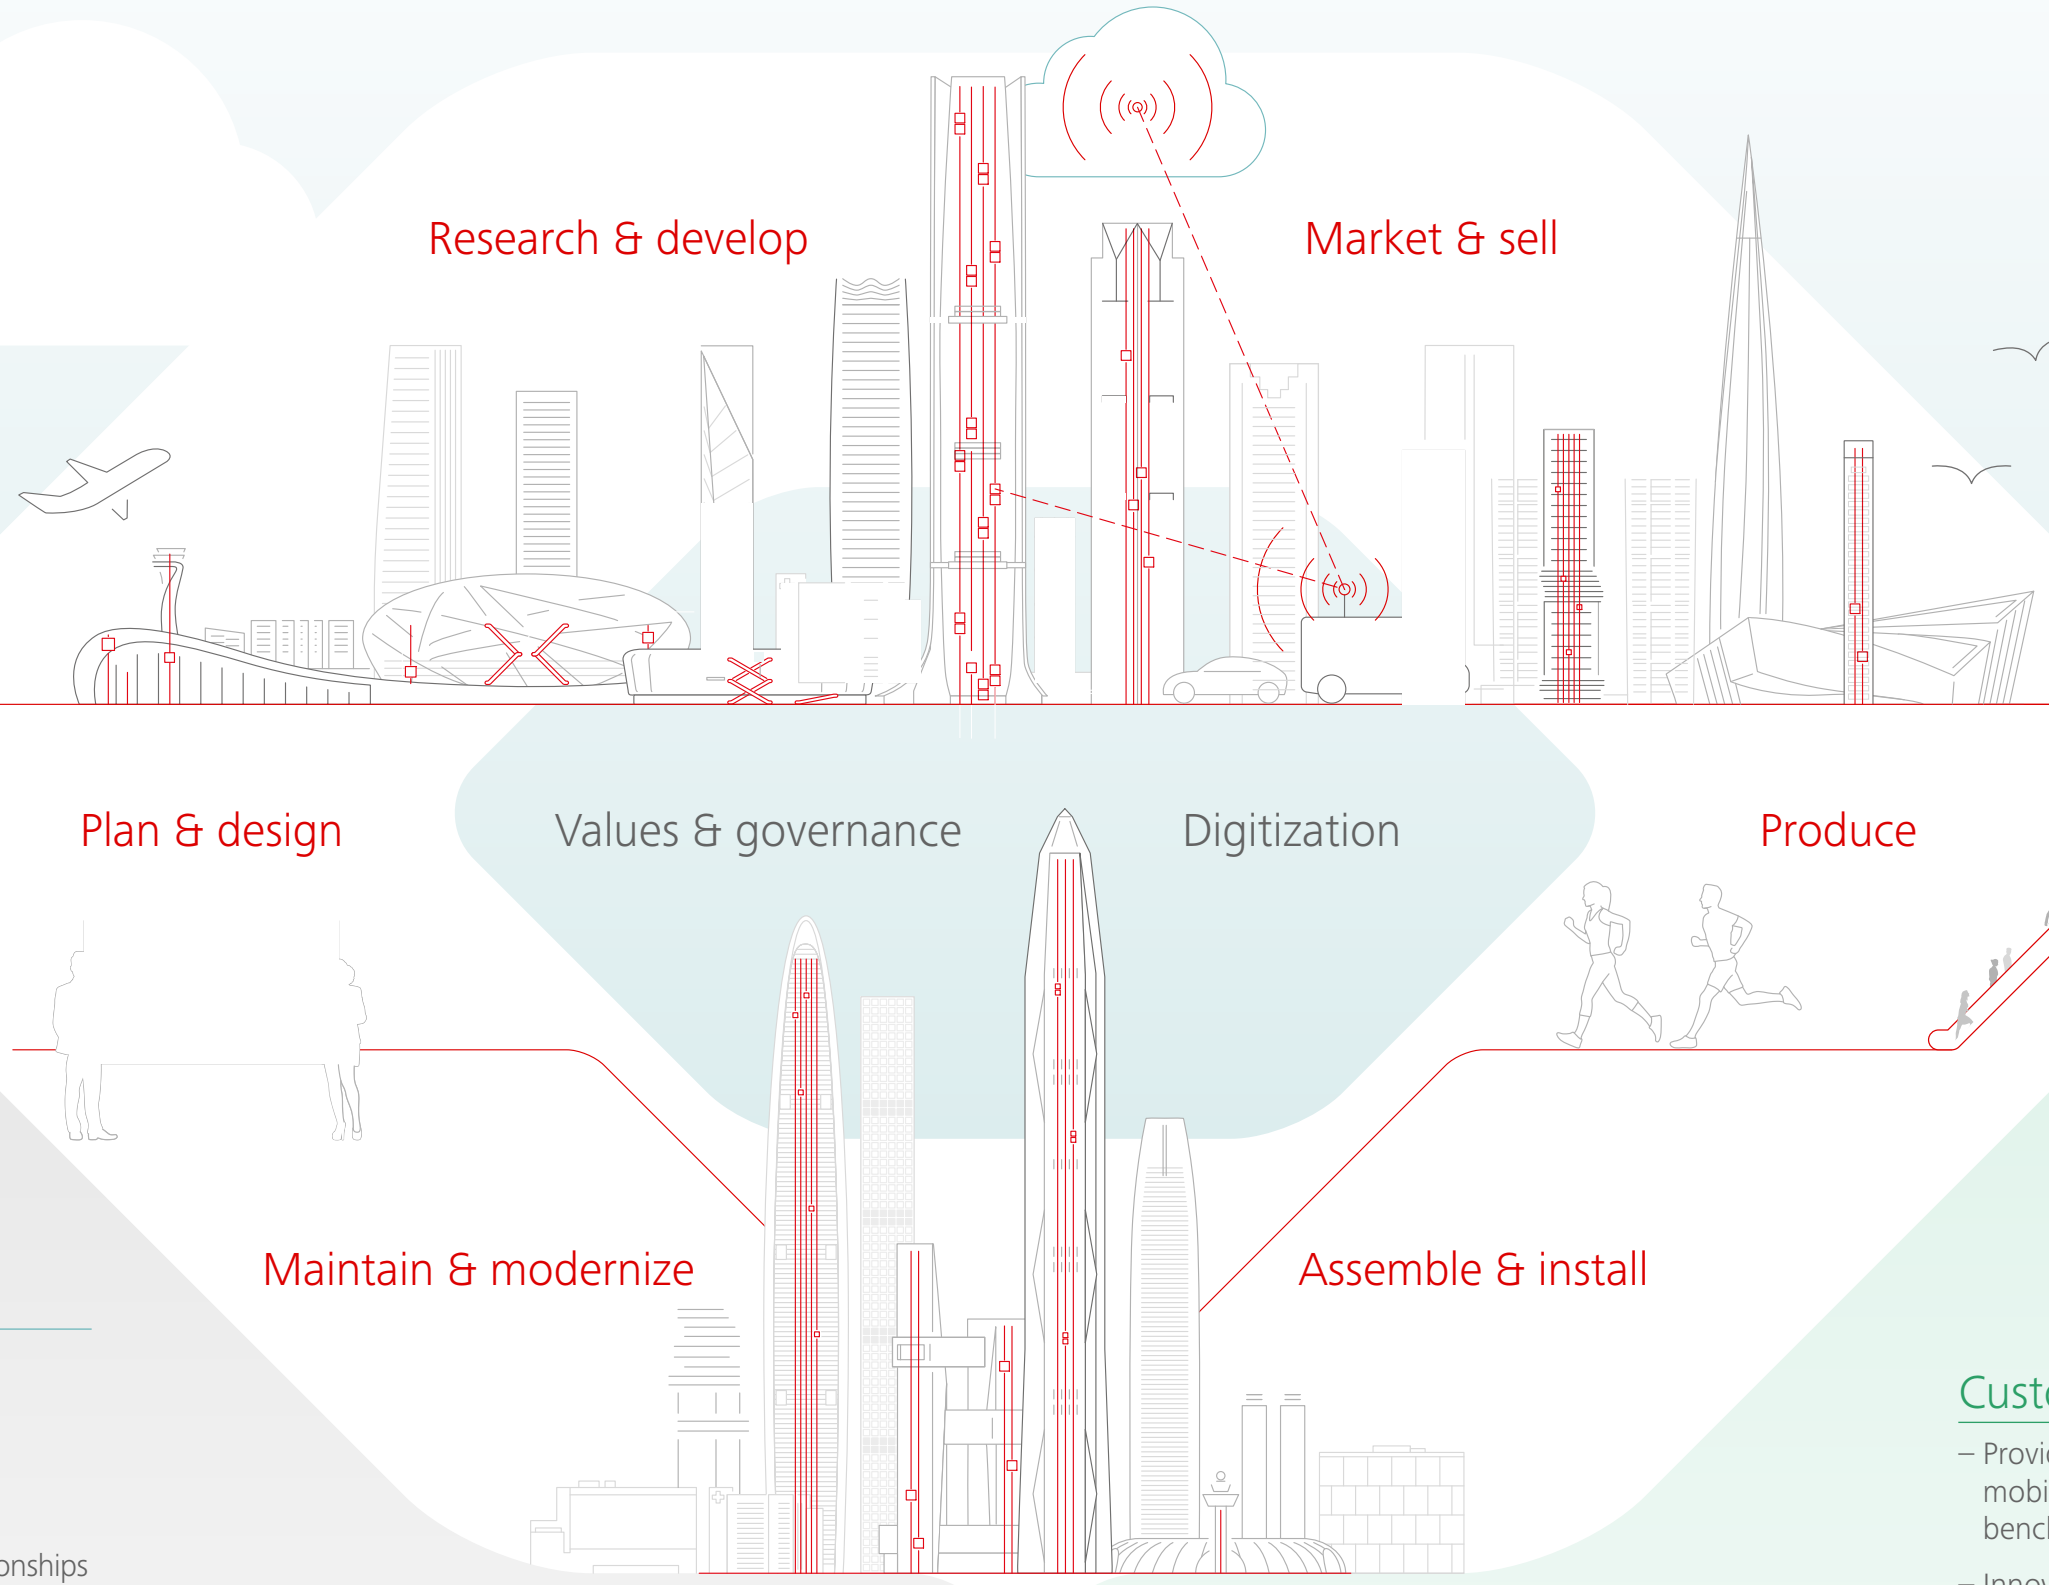 Research & develop
Market & sell
Plan & design
Values & governance
Digitization
Produce
Maintain & modernize
Assemble & install